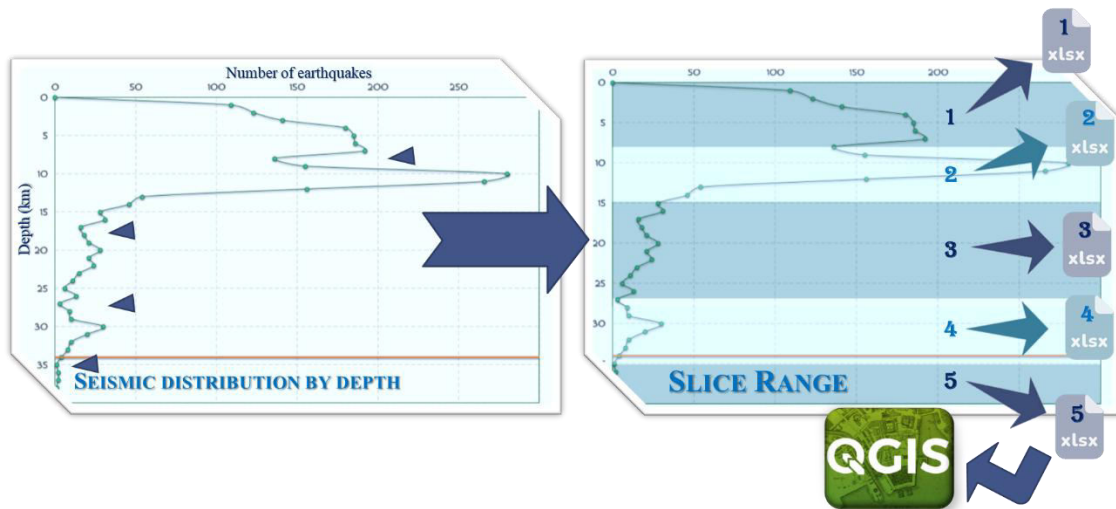 Number of earthquakes
0 50 100 150 200 250
Depth (km)
0
5
10
15
20
25
30
35
SEISMIC DISTRIBUTION BY DEPTH
0 50 100 150 200
0
5
10
15
20
25
30
SLICE RANGE
1
2
3
4
5
1
xlsx
2
xlsx
3
xlsx
4
xlsx
5
xlsx
QGIS